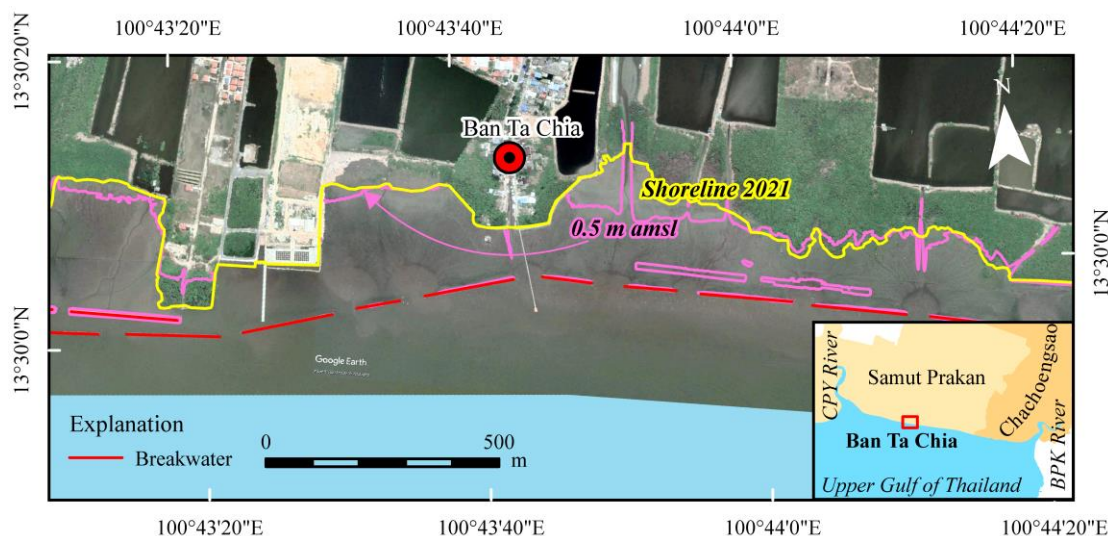 100°43'20"E 100°43'40"E 100°44'0"E 100°44'20"E
13°30'20"N
N
Ban Ta Chia
Shoreline 2021
0.5 m amsl
13°30'0"N
13°30'0"N
Google Earth
Explanation
Breakwater
0 500
m
CPY River
Samut Prakan
Chachoengsao
Ban Ta Chia
BPK River
Upper Gulf of Thailand
100°43'20"E 100°43'40"E 100°44'0"E 100°44'20"E